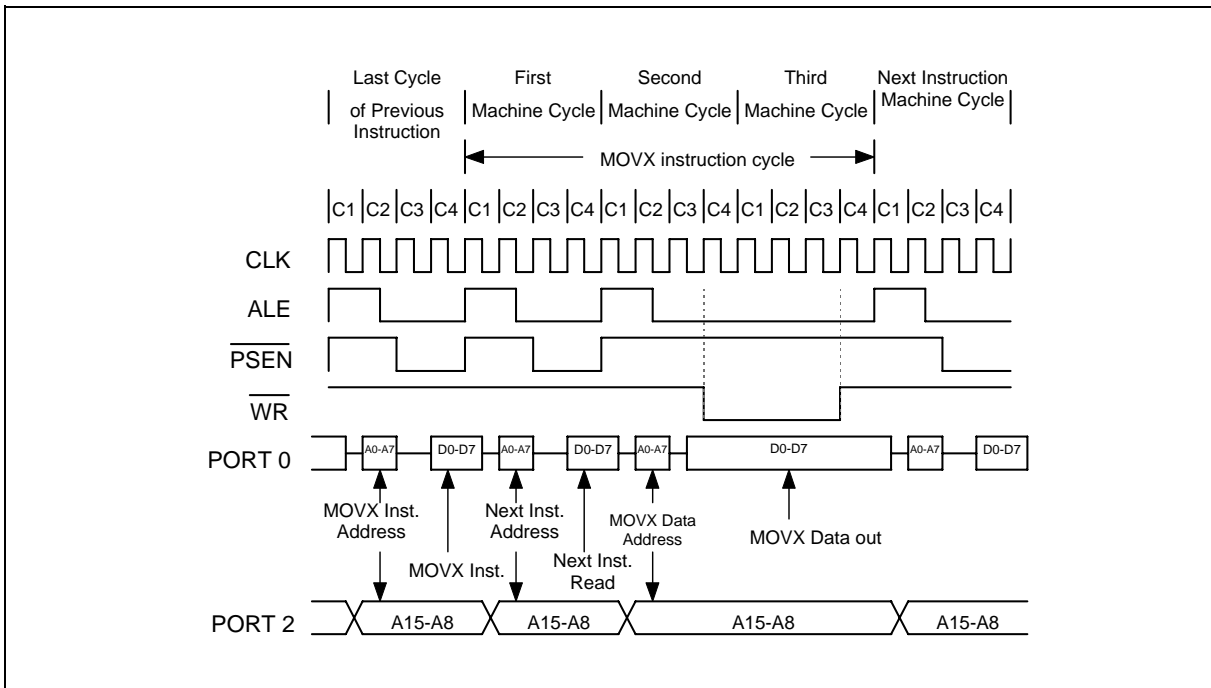 Last Cycle
of Previous
Instruction
First
Machine Cycle
Second
Machine Cycle
Third
Machine Cycle
Next Instruction
Machine Cycle
MOVX instruction cycle
C1 C2 C3 C4 C1 C2 C3 C4 C1 C2 C3 C4 C1 C2 C3 C4 C1 C2 C3 C4
CLK
ALE
PSEN
WR
PORT 0
A0-A7 D0-D7 A0-A7 D0-D7 A0-A7 D0-D7 A0-A7 D0-D7
MOVX Inst.
Address
MOVX Inst.
Next Inst.
Address
Next Inst.
Read
MOVX Data
Address
MOVX Data out
PORT 2
A15-A8 A15-A8 A15-A8 A15-A8